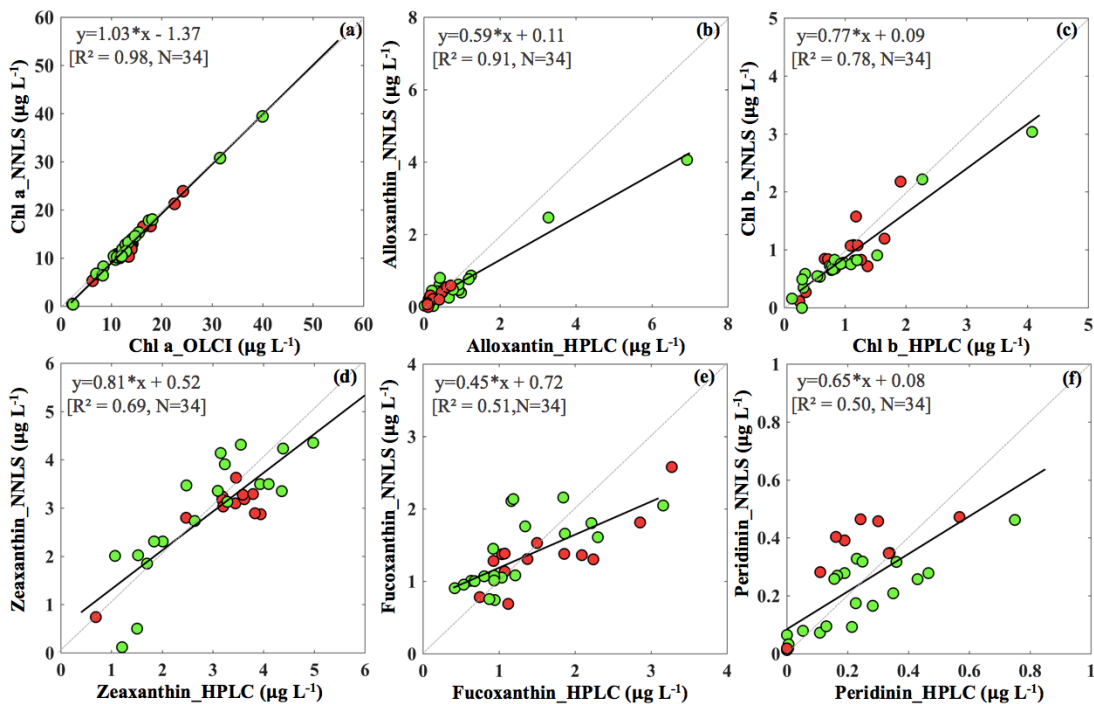 (a)
y=1.03*x - 1.37
[R² = 0.98, N=34]
Chl a_NNLS (µg L⁻¹)
60
50
40
30
20
10
0
0 10 20 30 40 50 60
Chl a_OLCI (µg L⁻¹)
(b)
y=0.59*x + 0.11
[R² = 0.91, N=34]
Alloxanthin_NNLS (µg L⁻¹)
8
6
4
2
0
0 2 4 6 8
Alloxantin_HPLC (µg L⁻¹)
(c)
y=0.77*x + 0.09
[R² = 0.78, N=34]
Chl b_NNLS (µg L⁻¹)
5
4
3
2
1
0
0 1 2 3 4 5
Chl b_HPLC (µg L⁻¹)
(d)
y=0.81*x + 0.52
[R² = 0.69, N=34]
Zeaxanthin_NNLS (µg L⁻¹)
6
5
4
3
2
1
0
0 1 2 3 4 5 6
Zeaxanthin_HPLC (µg L⁻¹)
(e)
y=0.45*x + 0.72
[R² = 0.51,N=34]
Fucoxanthin_NNLS (µg L⁻¹)
4
3
2
1
0
0 1 2 3 4
Fucoxanthin_HPLC (µg L⁻¹)
(f)
y=0.65*x + 0.08
[R² = 0.50, N=34]
Peridinin_NNLS (µg L⁻¹)
1
0.8
0.6
0.4
0.2
0
0 0.2 0.4 0.6 0.8 1
Peridinin_HPLC (µg L⁻¹)